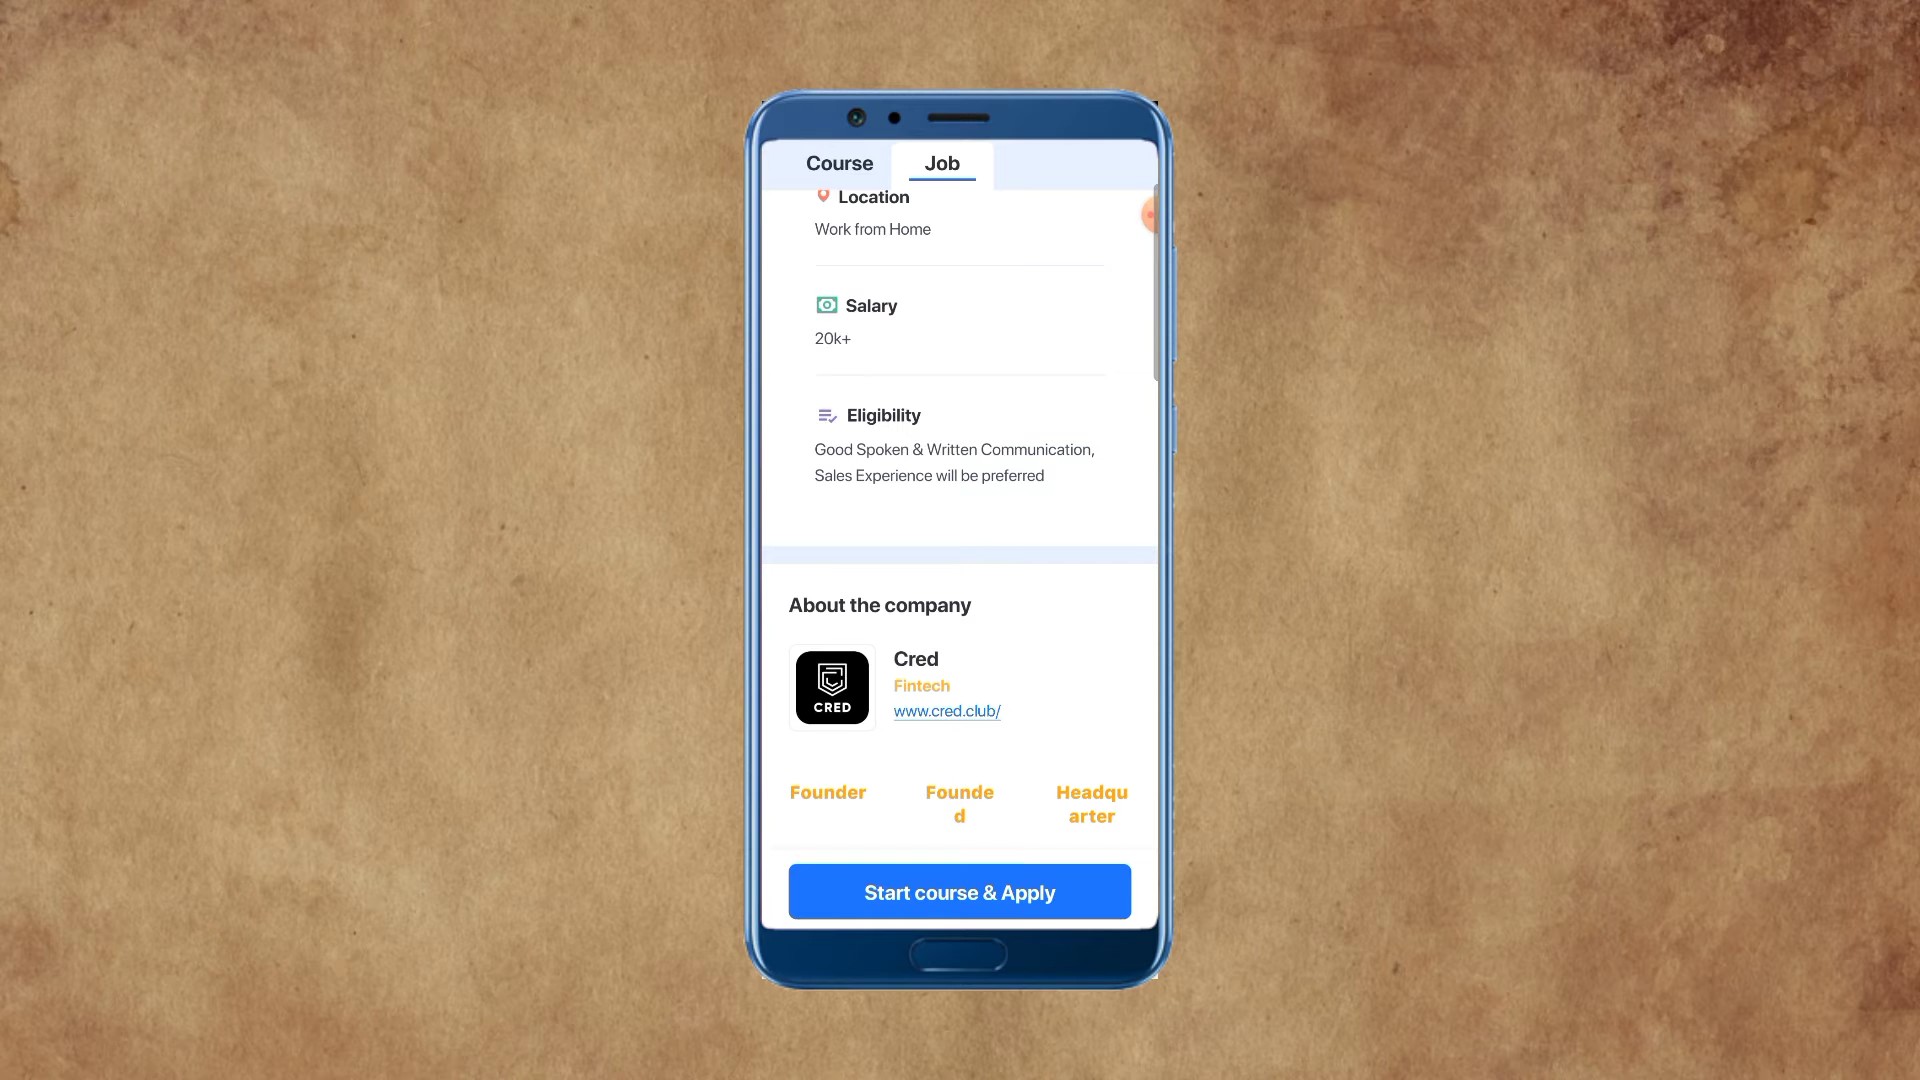 Course Job
Location
Work from Home
Salary
20k+
Eligibility
Good Spoken & Written Communication,
Sales Experience will be preferred
About the company
CRED
Cred
Fintech
www.cred.club/
Founder Founde Headqu
d arter
Start course & Apply